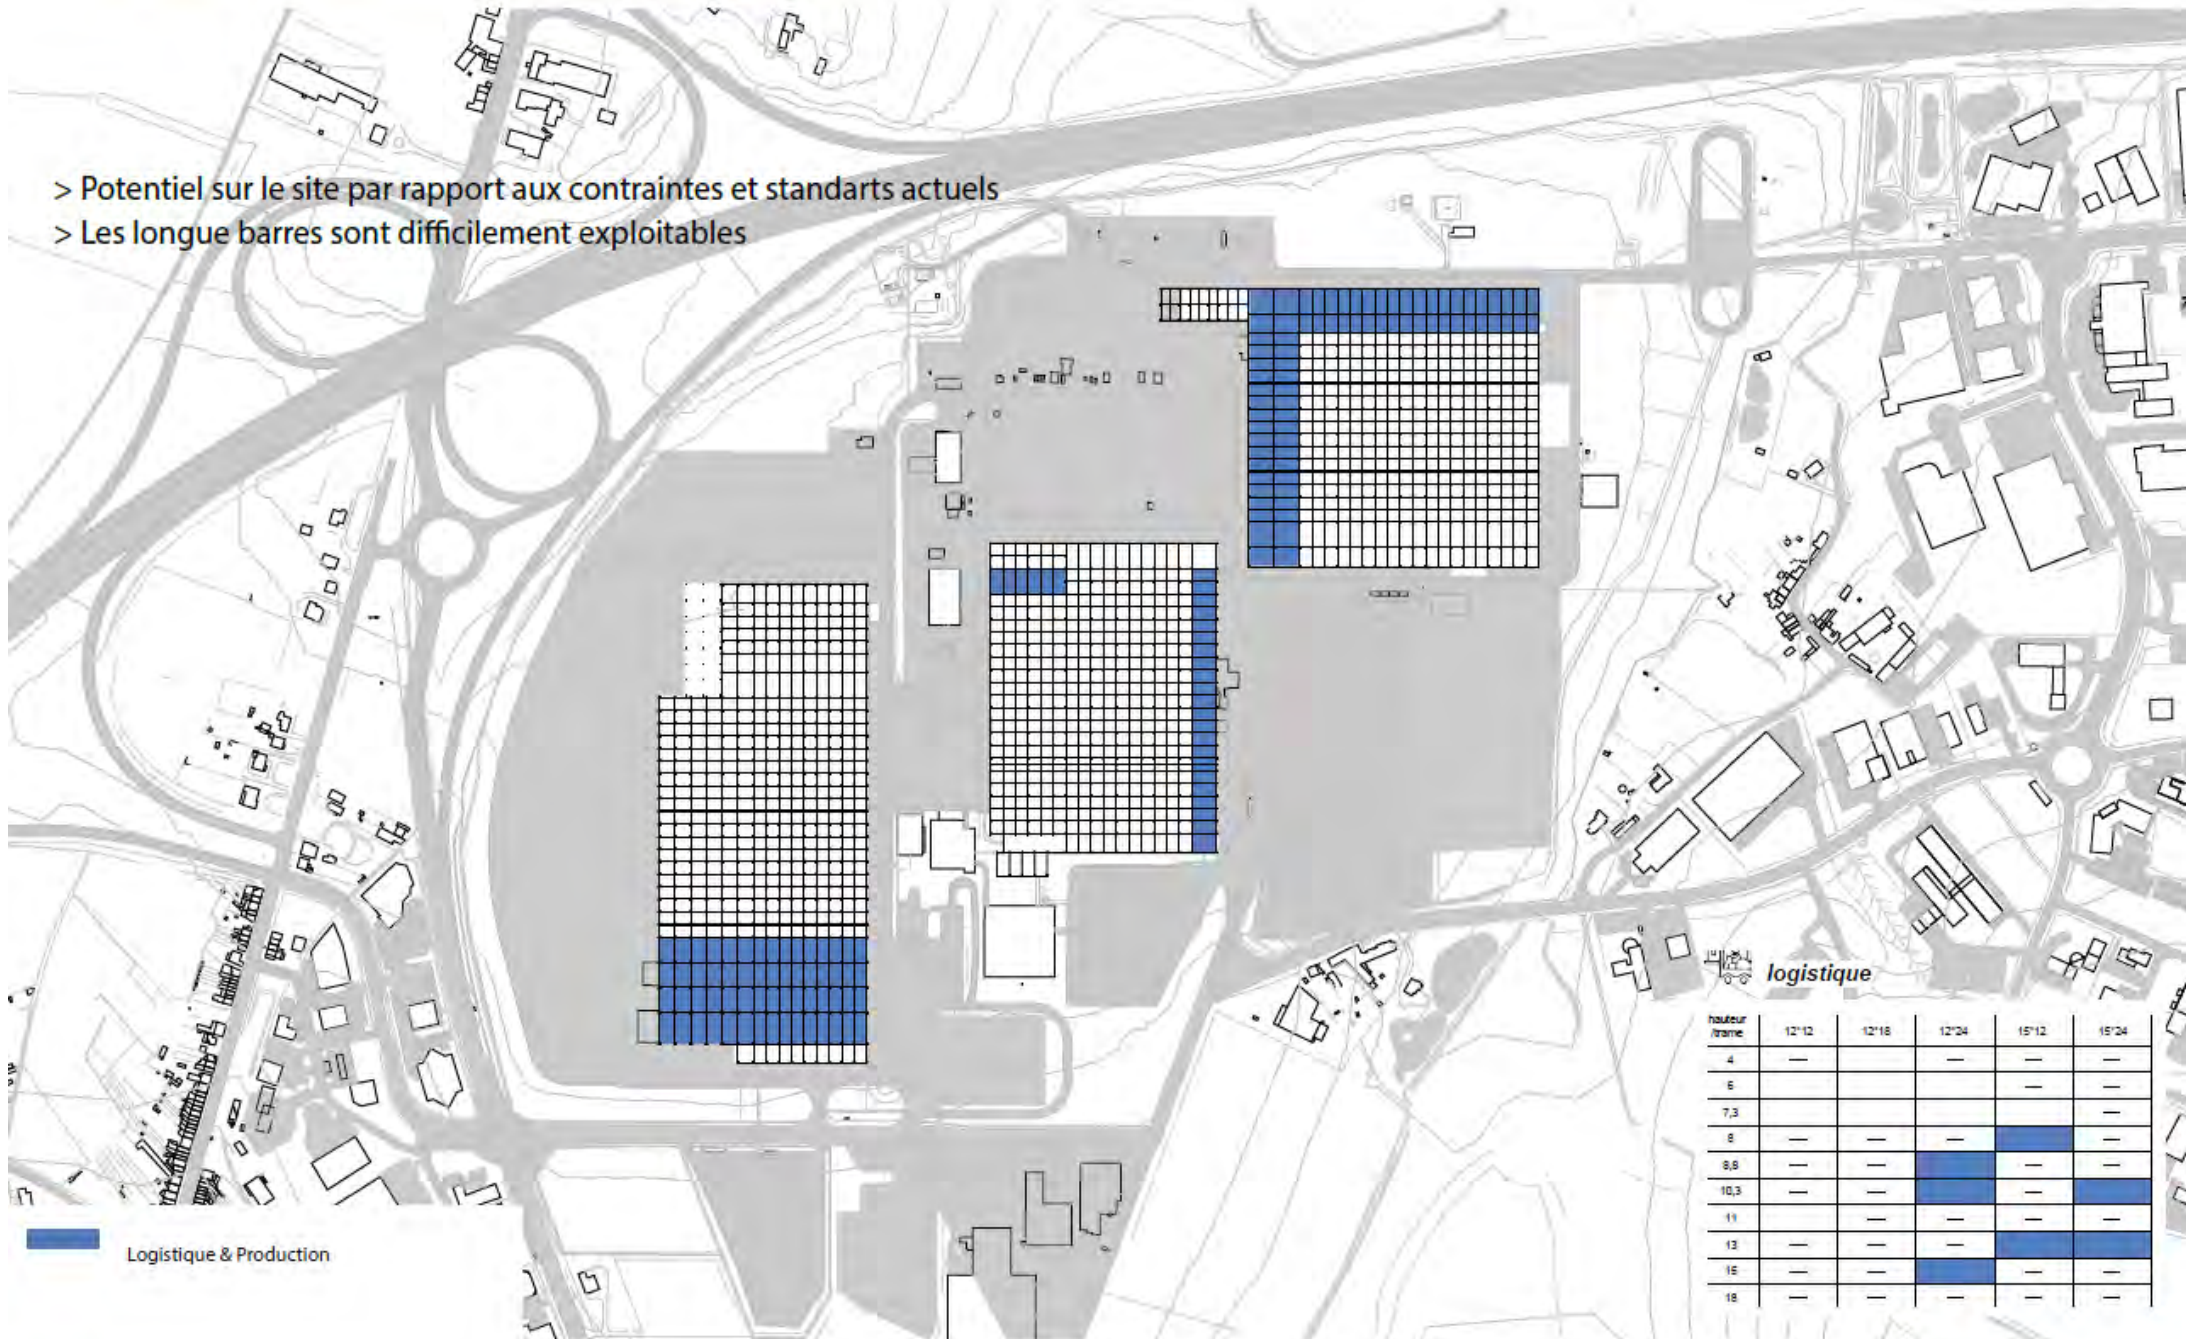 > Potentiel sur le site par rapport aux contraintes et standarts actuels
> Les longue barres sont difficilement exploitables
logistique
hauteur /trame 12*12 12*18 12*24 15*12 15*24
4 — — — — —
6 — —
7,3 —
8 — — — —
8,8 — — — —
10,3 — — —
11 — — — —
13 — — —
15 — — — —
18 — — — — —
Logistique & Production